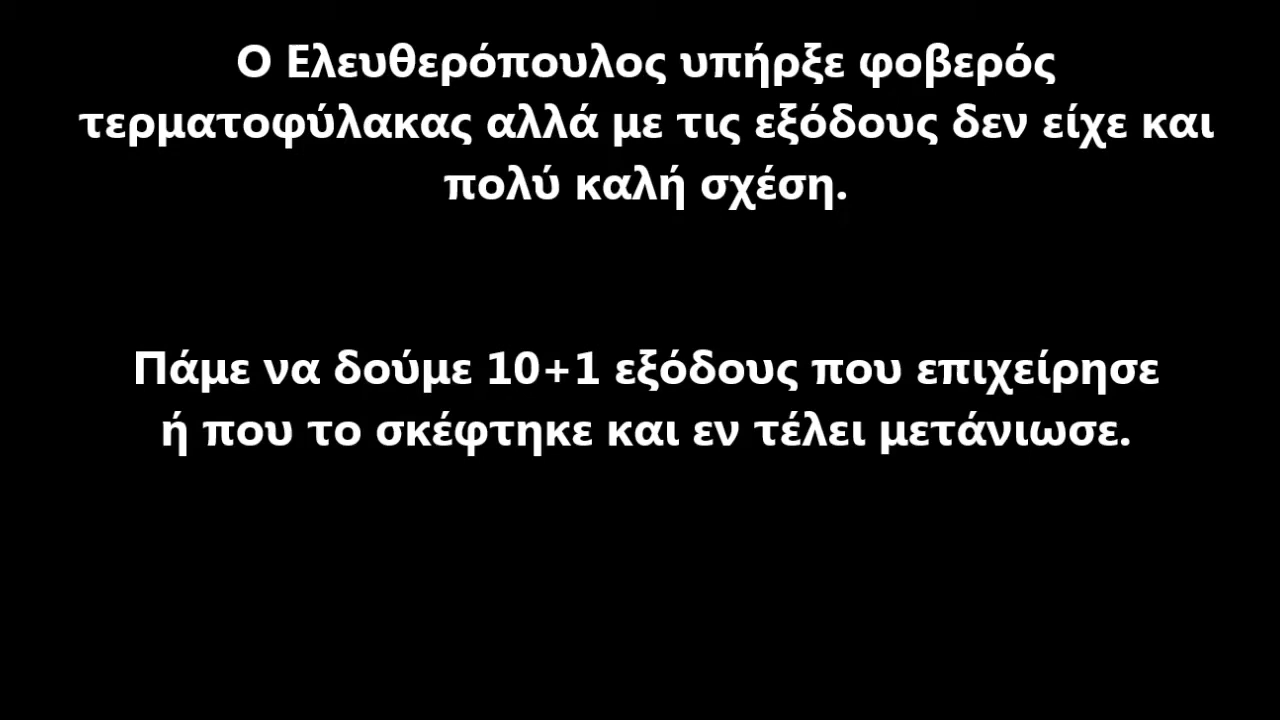 Ο Ελευθερόπουλος υπήρξε φοβερός
τερματοφύλακας αλλά με τις εξόδους δεν είχε και
πολύ καλή σχέση.
Πάμε να δούμε 10+1 εξόδους που επιχείρησε
ή που το σκέφτηκε και εν τέλει μετάνιωσε.